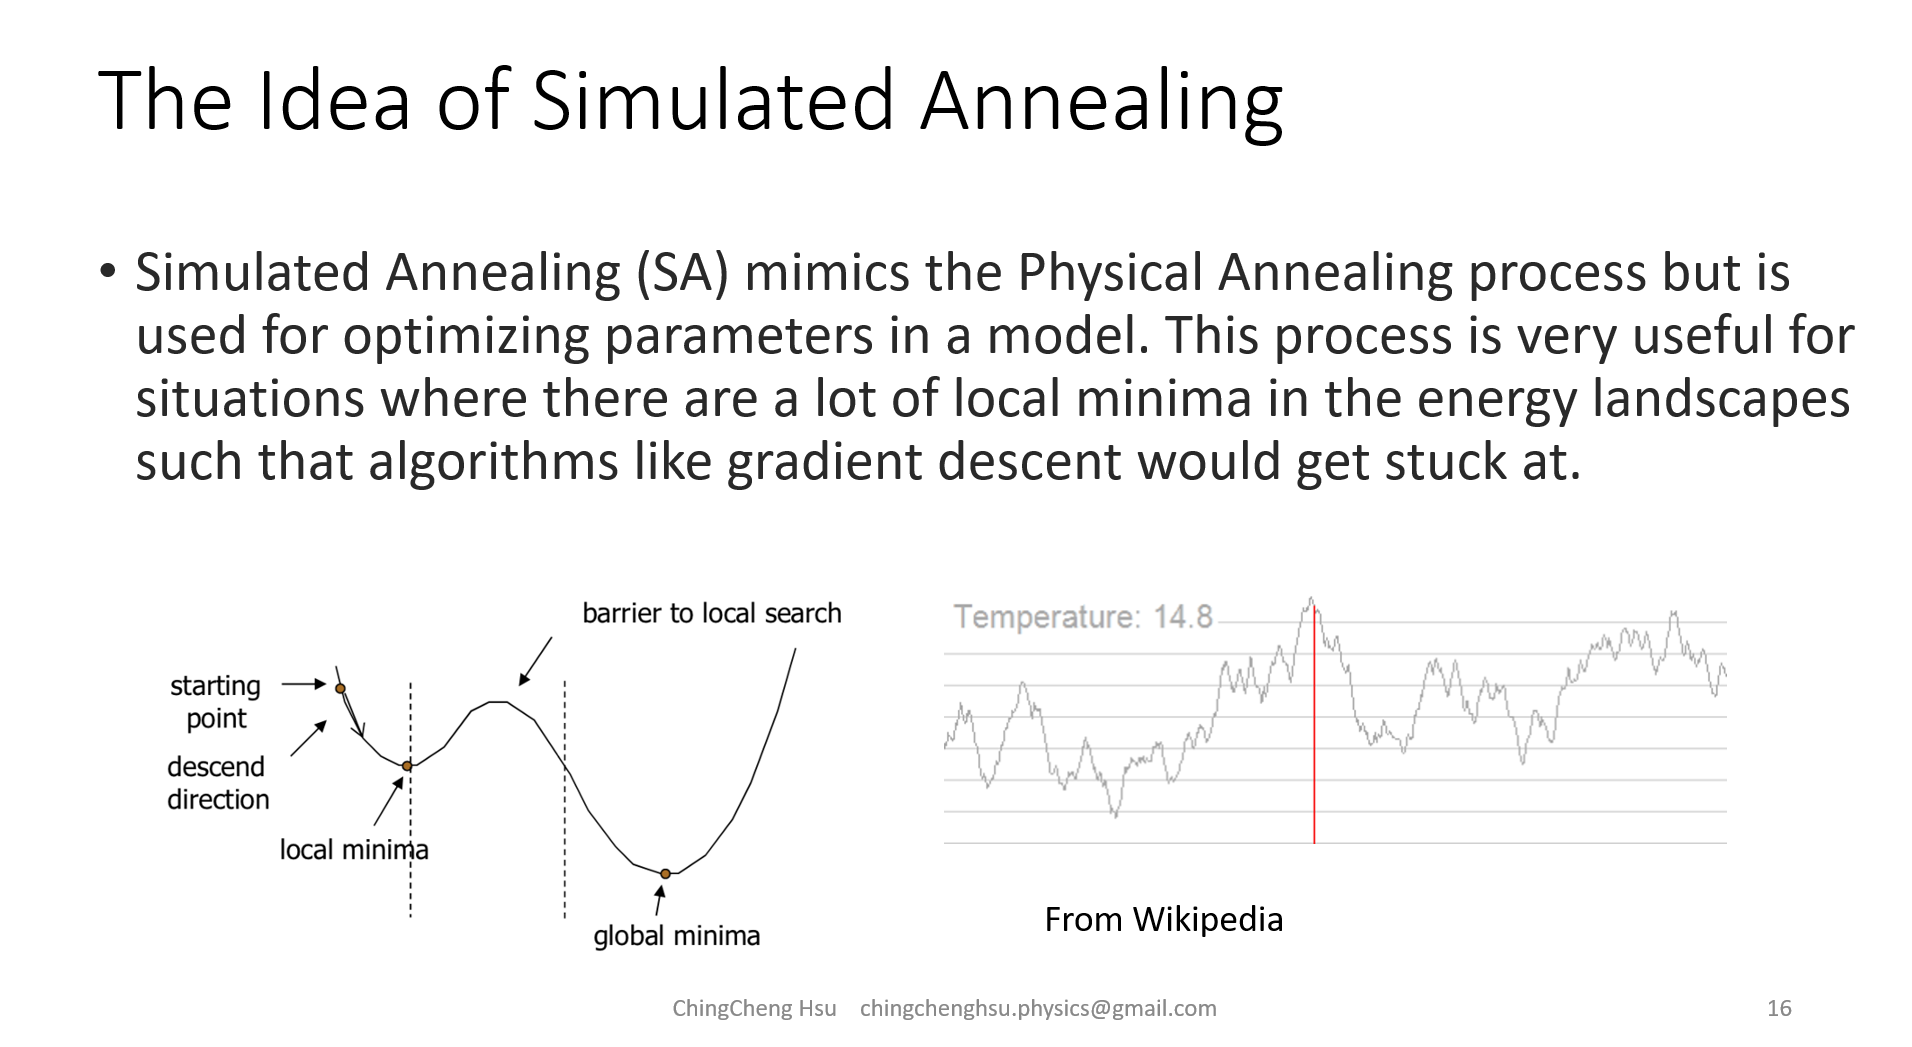 The Idea of Simulated Annealing
• Simulated Annealing (SA) mimics the Physical Annealing process but is
used for optimizing parameters in a model. This process is very useful for
situations where there are a lot of local minima in the energy landscapes
such that algorithms like gradient descent would get stuck at.
barrier to local search
starting
point
descend
direction
local minima
global minima
Temperature: 14.8
From Wikipedia
ChingCheng Hsu chingchenghsu.physics@gmail.com
16